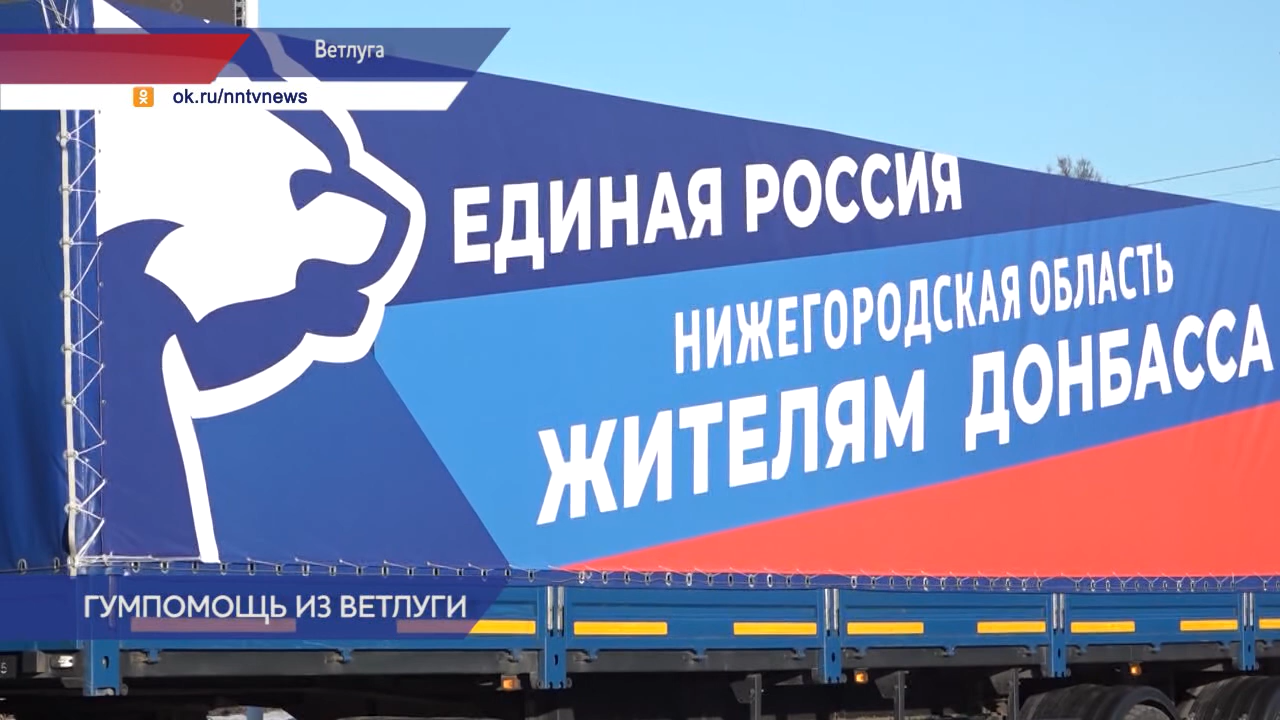 Ветлуга
ok.ru/nntvnews
ЕДИНАЯ РОССИЯ
НИЖЕГОРОДСКАЯ ОБЛАСТЬ
ЖИТЕЛЯМ ДОНБАССА
ГУМПОМОЩЬ ИЗ ВЕТЛУГИ